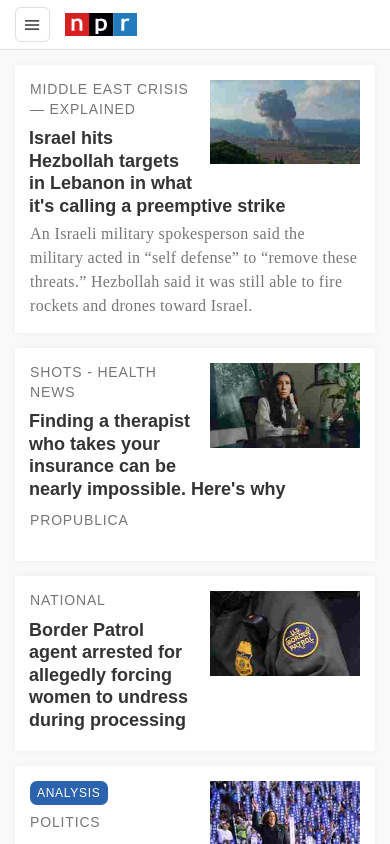 npr
MIDDLE EAST CRISIS
— EXPLAINED
Israel hits
Hezbollah targets
in Lebanon in what
it's calling a preemptive strike
An Israeli military spokesperson said the
military acted in “self defense” to “remove these
threats.” Hezbollah said it was still able to fire
rockets and drones toward Israel.
SHOTS - HEALTH
NEWS
Finding a therapist
who takes your
insurance can be
nearly impossible. Here's why
PROPUBLICA
NATIONAL
Border Patrol
agent arrested for
allegedly forcing
women to undress
during processing
U.S.
BORDER
PATROL
ANALYSIS
POLITICS